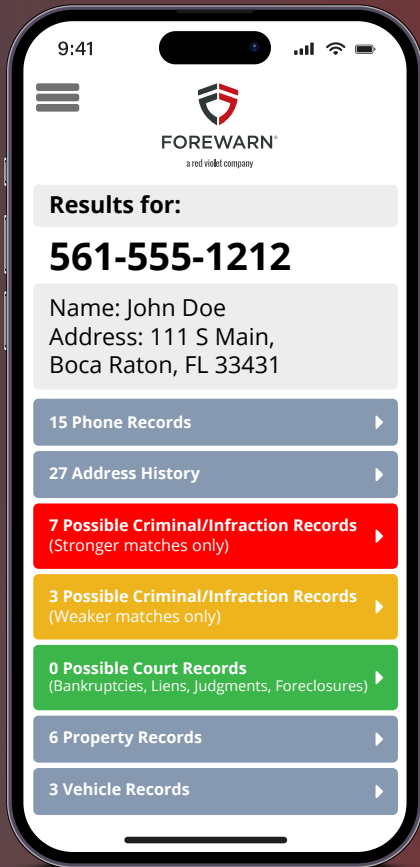 9:41
FOREWARN®
a red violet company
Results for:
561-555-1212
Name: John Doe
Address: 111 S Main,
Boca Raton, FL 33431
15 Phone Records
27 Address History
7 Possible Criminal/Infraction Records
(Stronger matches only)
3 Possible Criminal/Infraction Records
(Weaker matches only)
0 Possible Court Records
(Bankruptcies, Liens, Judgments, Foreclosures)
6 Property Records
3 Vehicle Records